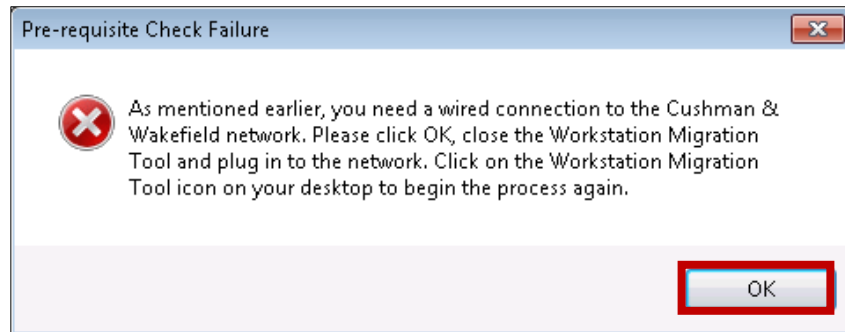 Pre-requisite Check Failure
As mentioned earlier, you need a wired connection to the Cushman &
Wakefield network. Please click OK, close the Workstation Migration
Tool and plug in to the network. Click on the Workstation Migration
Tool icon on your desktop to begin the process again.
OK